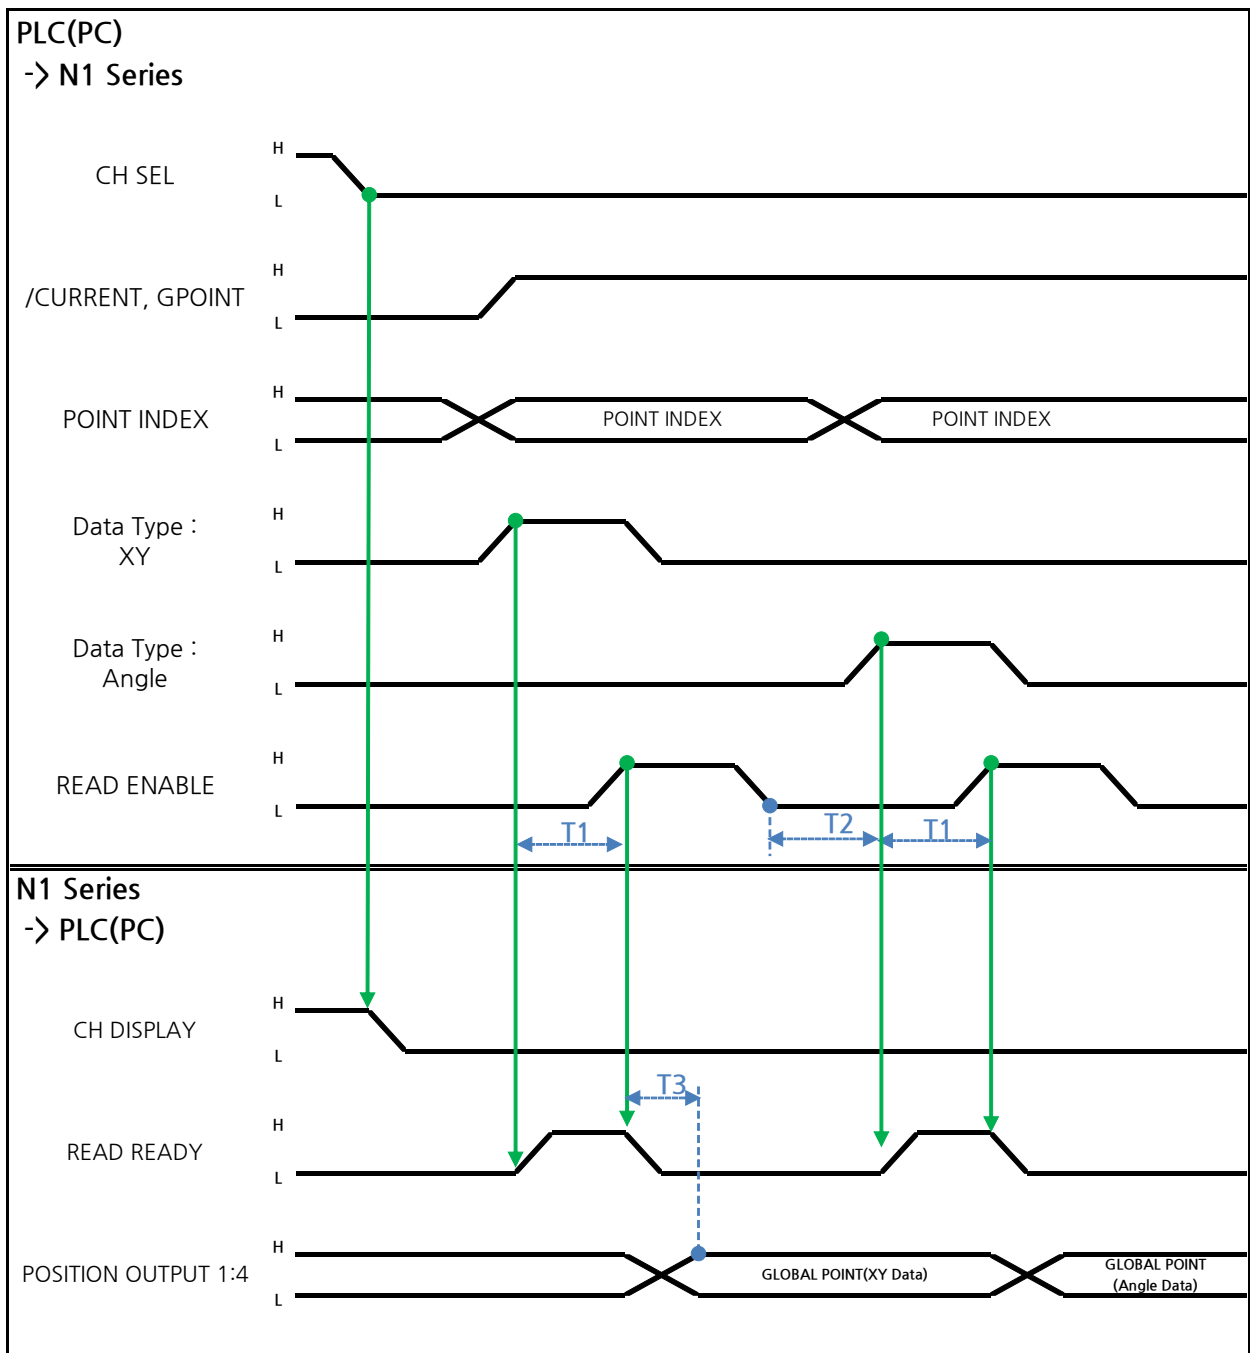 PLC(PC)
-> N1 Series
H
CH SEL
L
H
/CURRENT, GPOINT
L
H
POINT INDEX
POINT INDEX
POINT INDEX
L
H
Data Type :
XY
L
H
Data Type :
Angle
L
H
READ ENABLE
L
T1
T2
T1
N1 Series
-> PLC(PC)
H
CH DISPLAY
L
T3
H
READ READY
L
H
POSITION OUTPUT 1:4
GLOBAL POINT(XY Data)
GLOBAL POINT
(Angle Data)
L